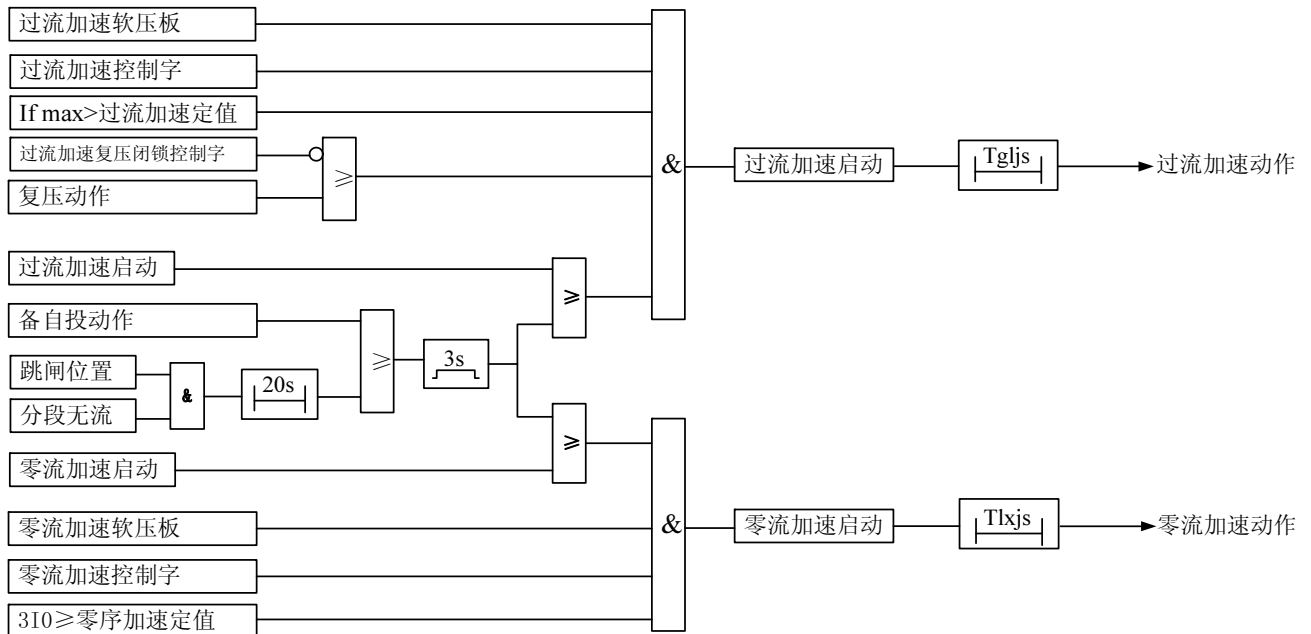 过流加速软压板
过流加速控制字
If max>过流加速定值
过流加速复压闭锁控制字
≥
复压动作
&
过流加速启动
Tgljs
过流加速动作
过流加速启动
≥
备自投动作
≥
3s
跳闸位置
&
20s
分段无流
≥
零流加速启动
零流加速软压板
&
零流加速启动
Tlxjs
零流加速动作
零流加速控制字
3I0≥零序加速定值